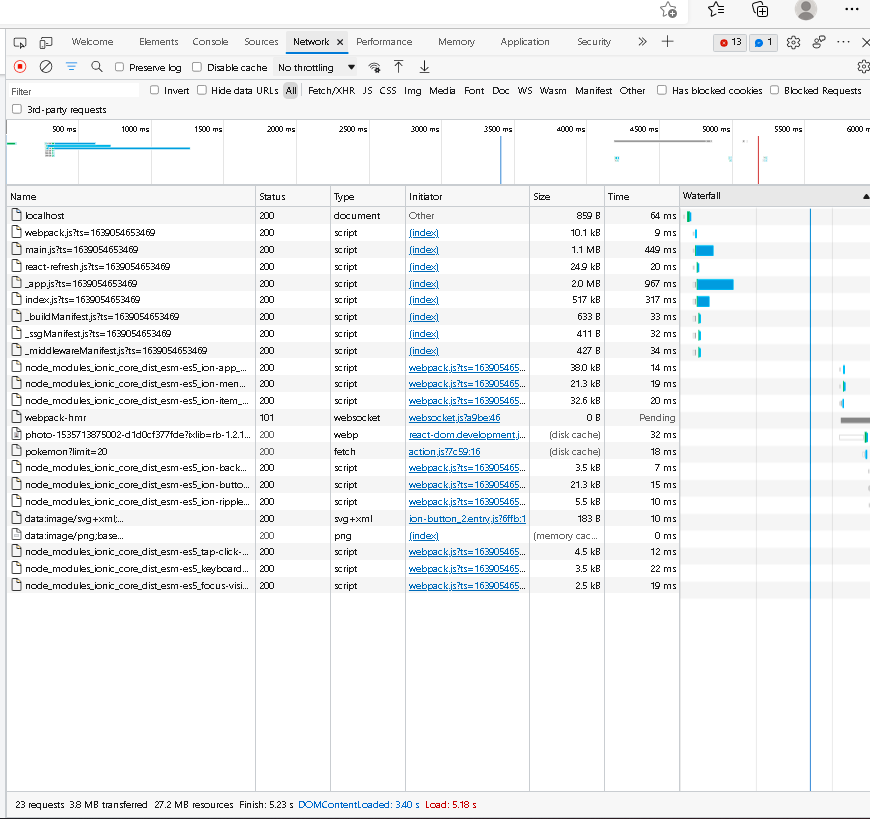 Welcome Elements Console Sources Network Performance Memory Application Security 13 1
Preserve log Disable cache No throttling
Filter Invert Hide data URLs All Fetch/XHR JS CSS Img Media Font Doc WS Wasm Manifest Other Has blocked cookies Blocked Requests
3rd-party requests
500 ms 1000 ms 1500 ms 2000 ms 2500 ms 3000 ms 3500 ms 4000 ms 4500 ms 5000 ms 5500 ms 6000 m
Name Status Type Initiator Size Time Waterfall
localhost 200 document Other 859 B 64 ms
webpack.js?ts=1639054653469 200 script (index) 10.1 kB 9 ms
main.js?ts=1639054653469 200 script (index) 1.1 MB 449 ms
react-refresh.js?ts=1639054653469 200 script (index) 24.9 kB 20 ms
_app.js?ts=1639054653469 200 script (index) 2.0 MB 967 ms
index.js?ts=1639054653469 200 script (index) 517 kB 317 ms
_buildManifest.js?ts=1639054653469 200 script (index) 633 B 33 ms
_ssgManifest.js?ts=1639054653469 200 script (index) 411 B 32 ms
_middlewareManifest.js?ts=1639054653469 200 script (index) 427 B 34 ms
node_modules_ionic_core_dist_esm-es5_ion-app_... 200 script webpack.js?ts=163905465... 38.0 kB 14 ms
node_modules_ionic_core_dist_esm-es5_ion-men... 200 script webpack.js?ts=163905465... 21.3 kB 19 ms
node_modules_ionic_core_dist_esm-es5_ion-item_... 200 script webpack.js?ts=163905465... 32.6 kB 20 ms
webpack-hmr 101 websocket websocket.js?a9be:46 0 B Pending
photo-1535713875002-d1d0cf377fde?ixlib=rb-1.2.1... 200 webp react-dom.development.j... (disk cache) 32 ms
pokemon?limit=20 200 fetch action.js?7c59:16 (disk cache) 18 ms
node_modules_ionic_core_dist_esm-es5_ion-back... 200 script webpack.js?ts=163905465... 3.5 kB 7 ms
node_modules_ionic_core_dist_esm-es5_ion-butto... 200 script webpack.js?ts=163905465... 21.3 kB 15 ms
node_modules_ionic_core_dist_esm-es5_ion-ripple... 200 script webpack.js?ts=163905465... 5.5 kB 10 ms
data:image/svg+xml;... 200 svg+xml ion-button_2.entry.js?6ffb:1 183 B 10 ms
data:image/png;base... 200 png (index) (memory cac... 0 ms
node_modules_ionic_core_dist_esm-es5_tap-click-... 200 script webpack.js?ts=163905465... 4.5 kB 12 ms
node_modules_ionic_core_dist_esm-es5_keyboard... 200 script webpack.js?ts=163905465... 3.5 kB 22 ms
node_modules_ionic_core_dist_esm-es5_focus-visi... 200 script webpack.js?ts=163905465... 2.5 kB 19 ms
23 requests 3.8 MB transferred 27.2 MB resources Finish: 5.23 s DOMContentLoaded: 3.40 s Load: 5.18 s